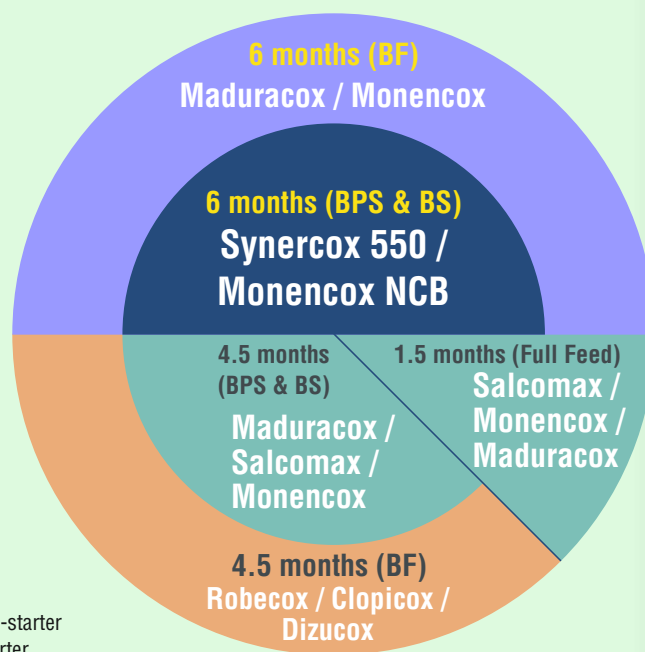 6 months (BF)
Maduracox / Monencox
6 months (BPS & BS)
Synercox 550 /
Monencox NCB
4.5 months
(BPS & BS)
Maduracox /
Salcomax /
Monencox
1.5 months (Full Feed)
Salcomax /
Monencox /
Maduracox
4.5 months (BF)
Robecox / Clopicox /
Dizucox
-starter